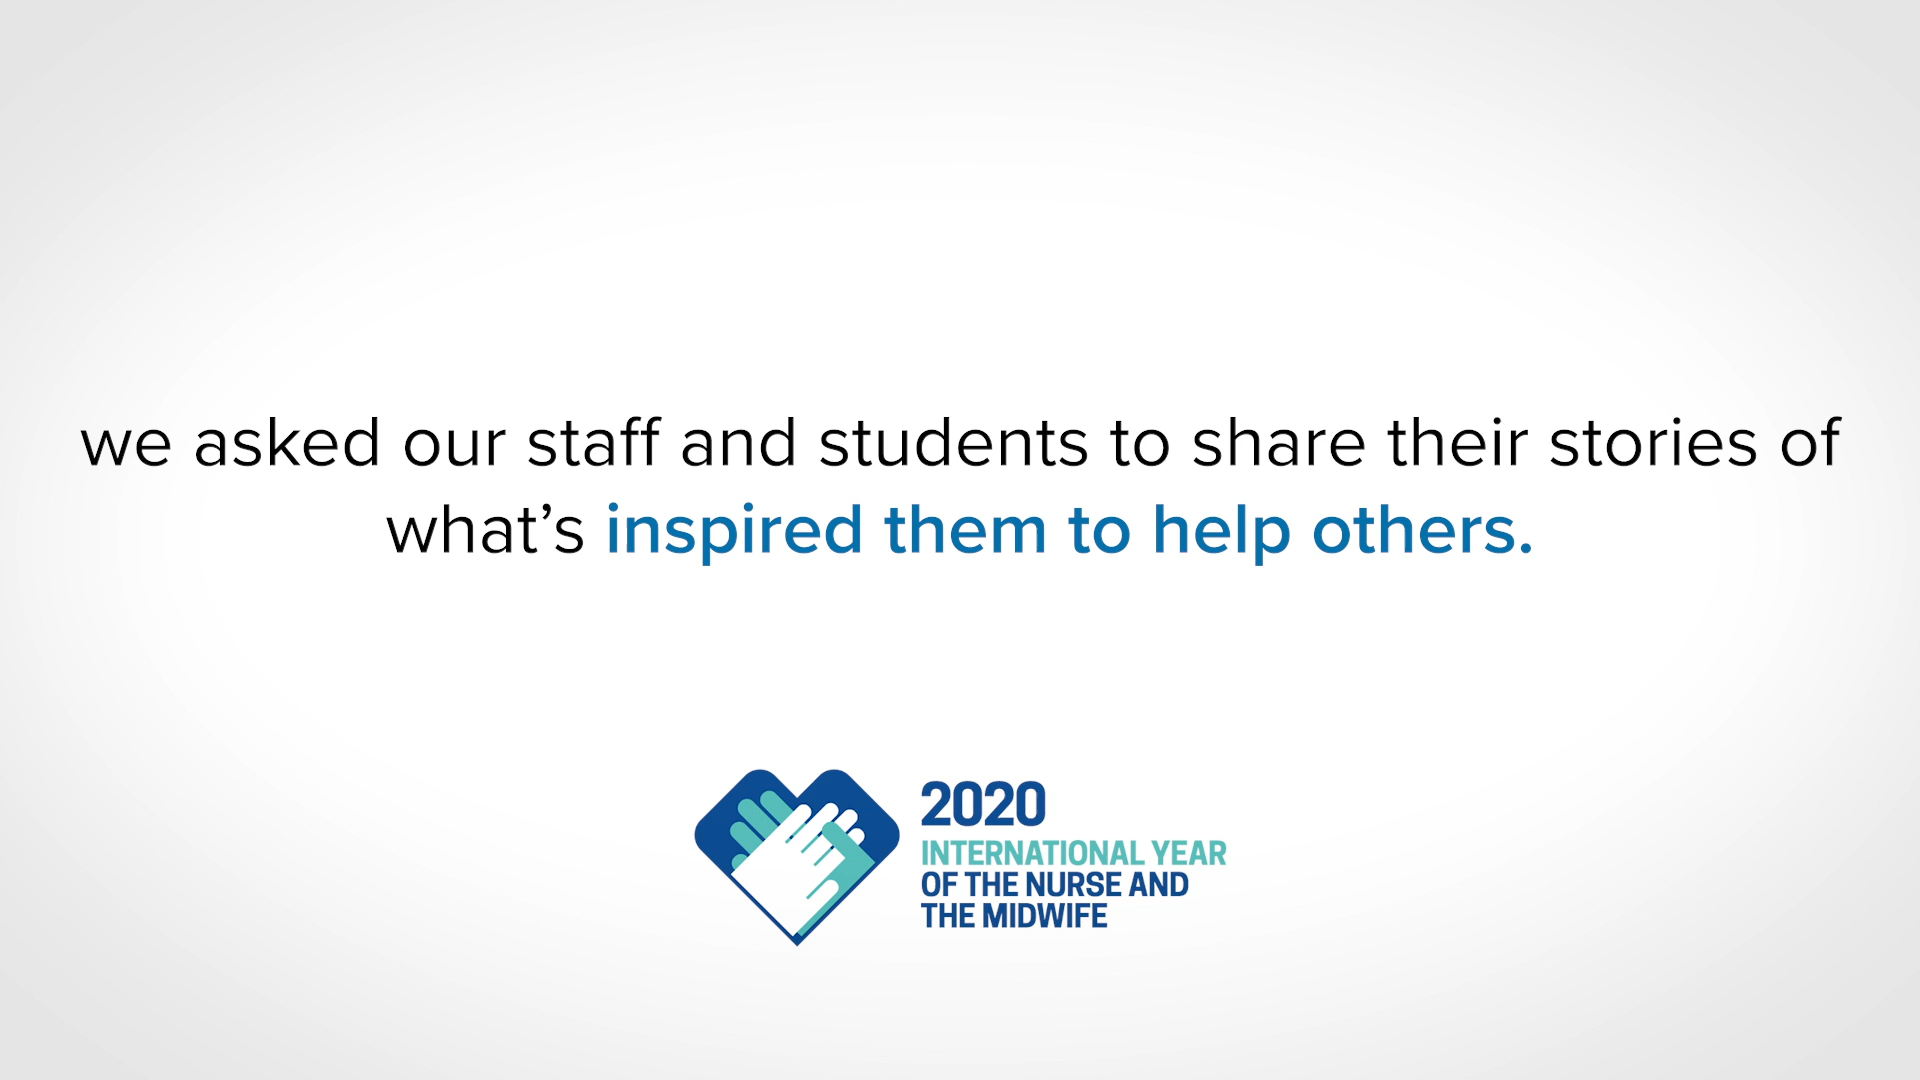 we asked our staff and students to share their stories of
what’s inspired them to help others.
2020
INTERNATIONAL YEAR
OF THE NURSE AND
THE MIDWIFE